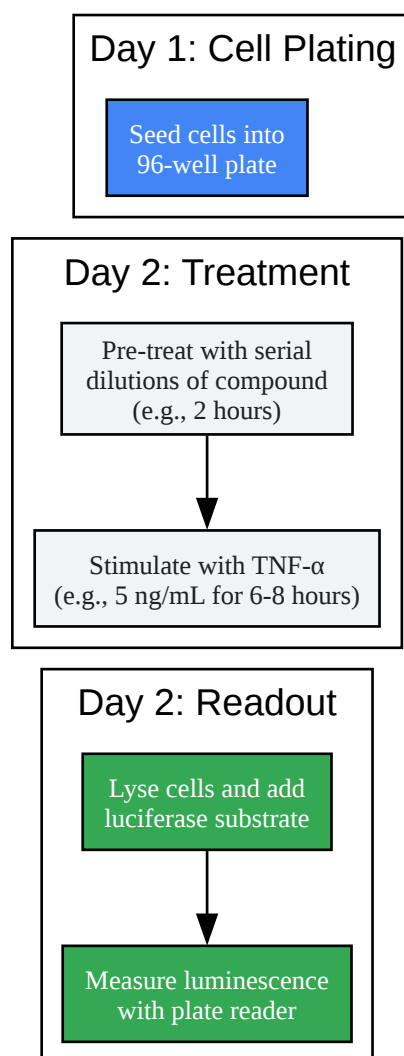 Day 1: Cell Plating
Seed cells into
96-well plate
Day 2: Treatment
Pre-treat with serial
dilutions of compound
(e.g., 2 hours)
Stimulate with TNF-α
(e.g., 5 ng/mL for 6-8 hours)
Day 2: Readout
Lyse cells and add
luciferase substrate
Measure luminescence
with plate reader